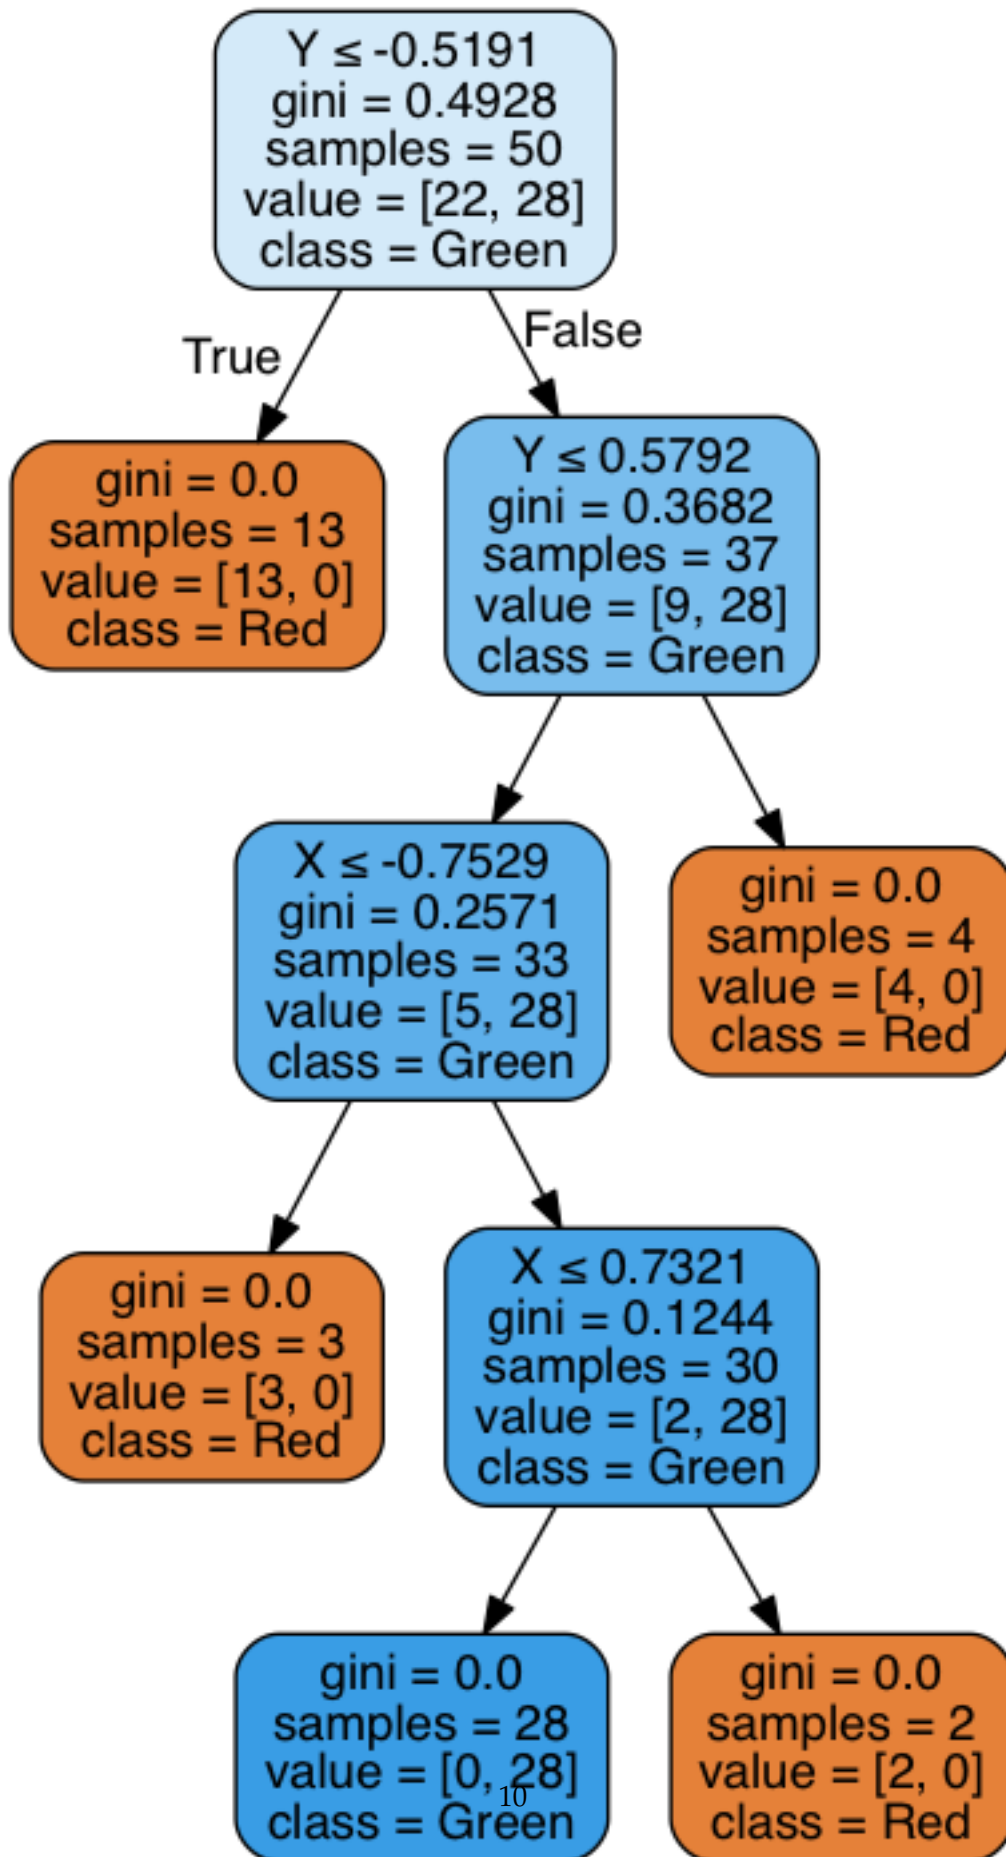 Y ≤ -0.5191
gini = 0.4928
samples = 50
value = [22, 28]
class = Green
True
False
gini = 0.0
samples = 13
value = [13, 0]
class = Red
Y ≤ 0.5792
gini = 0.3682
samples = 37
value = [9, 28]
class = Green
X ≤ -0.7529
gini = 0.2571
samples = 33
value = [5, 28]
class = Green
gini = 0.0
samples = 4
value = [4, 0]
class = Red
gini = 0.0
samples = 3
value = [3, 0]
class = Red
X ≤ 0.7321
gini = 0.1244
samples = 30
value = [2, 28]
class = Green
gini = 0.0
samples = 28
value = [0, 28]
class = Green
gini = 0.0
samples = 2
value = [2, 0]
class = Red
10